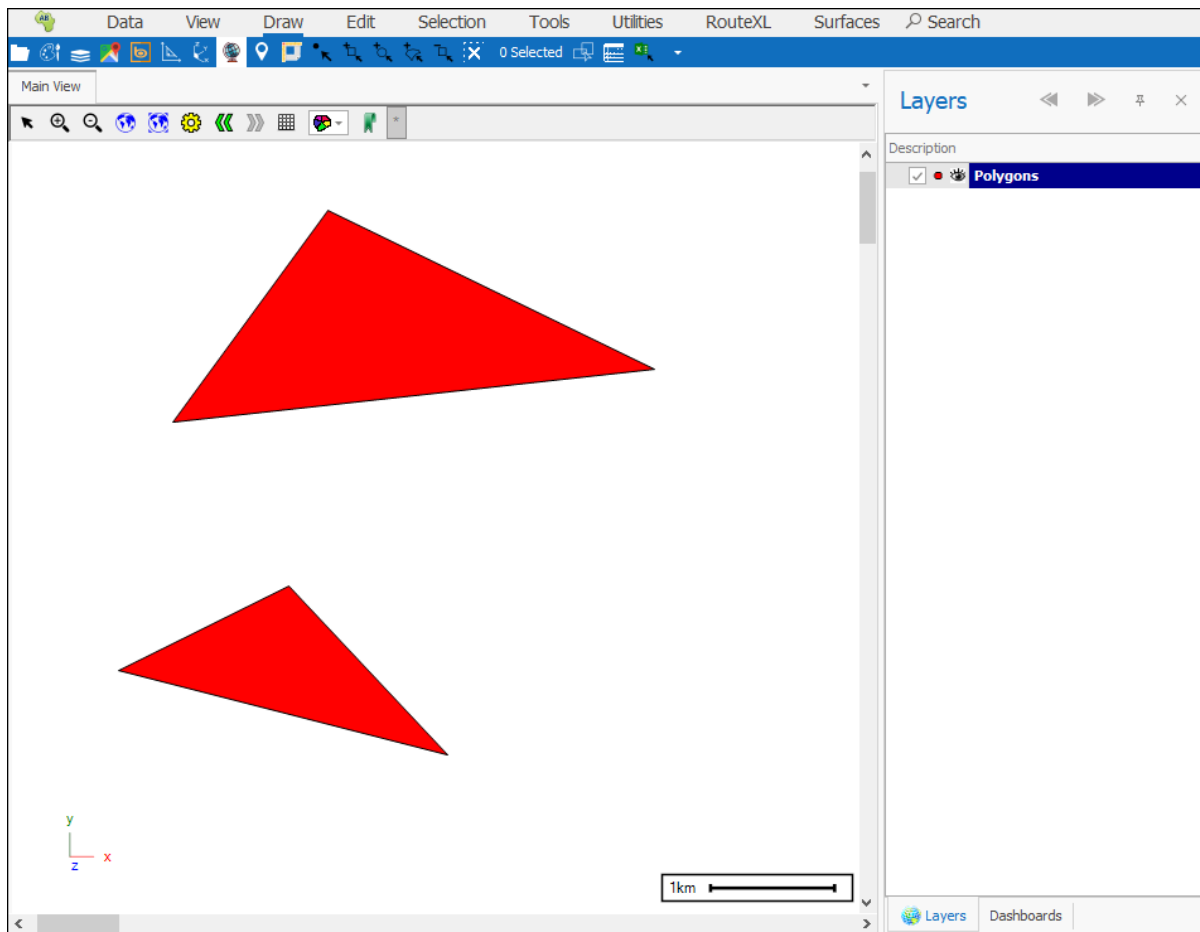 Data View Draw Edit Selection Tools Utilities RouteXL Surfaces Search
0 Selected
Main View
Layers
Description
Polygons
y
x
z
1km
Layers Dashboards